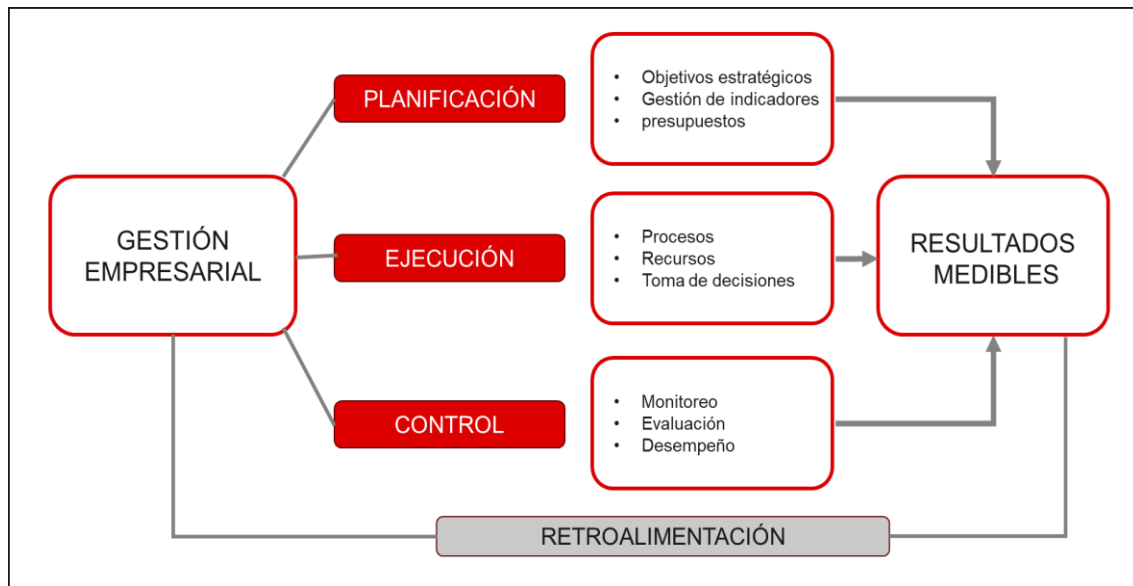 PLANIFICACIÓN
• Objetivos estratégicos
• Gestión de indicadores
• presupuestos
GESTIÓN
EMPRESARIAL
EJECUCIÓN
• Procesos
• Recursos
• Toma de decisiones
RESULTADOS
MEDIBLES
CONTROL
• Monitoreo
• Evaluación
• Desempeño
RETROALIMENTACIÓN